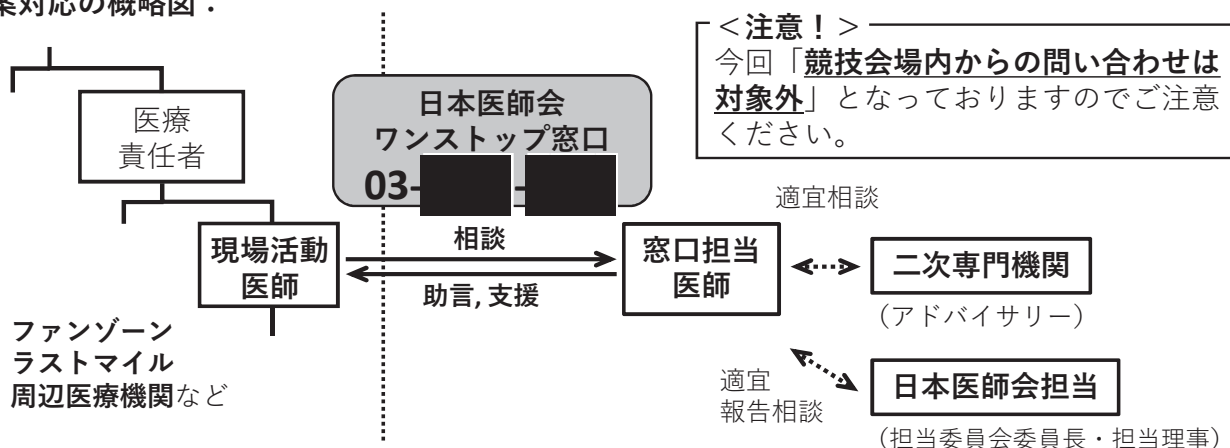 案対応の概略図：
＜注意！＞
今回「競技会場内からの問い合わせは
対象外」となっておりますのでご注意
ください。
医療
責任者
日本医師会
ワンストップ窓口
03-
-
適宜相談
現場活動
医師
相談
助言, 支援
窓口担当
医師
二次専門機関
（アドバイサリー）
ファンゾーン
ラストマイル
周辺医療機関など
適宜
報告相談
日本医師会担当
（担当委員会委員長・担当理事）